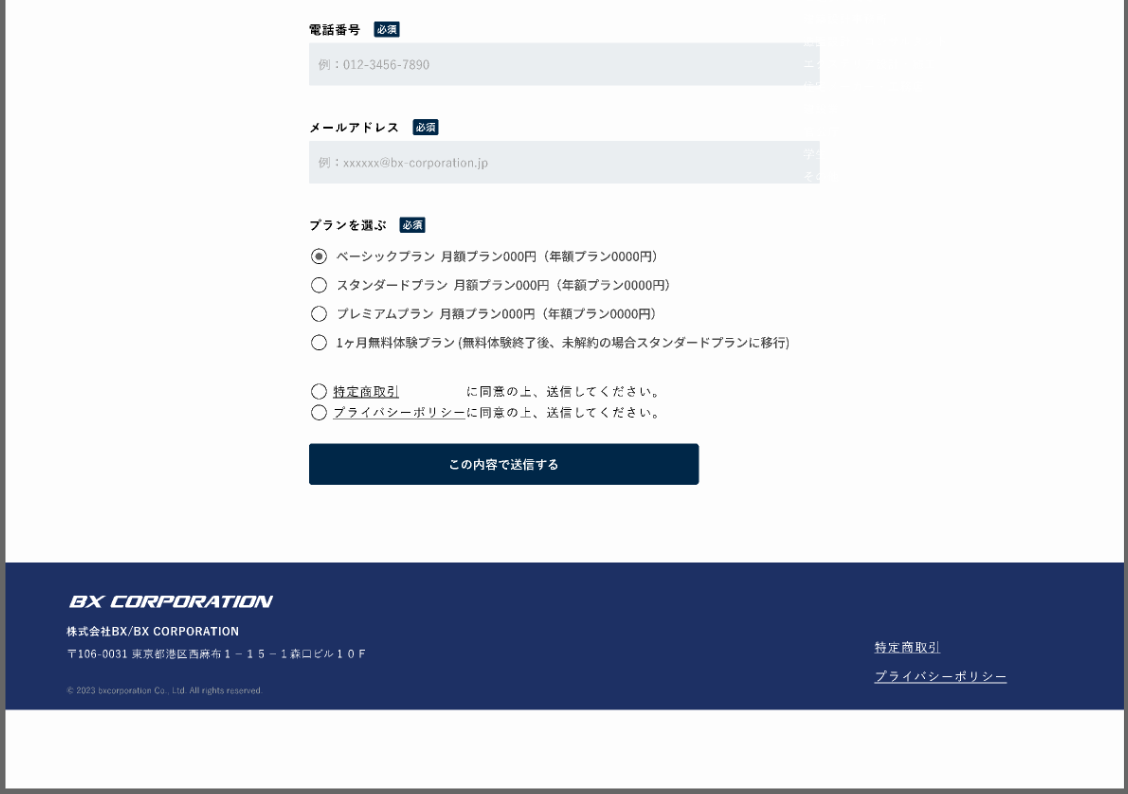 電話番号 必須
例：012-3456-7890
メールアドレス 必須
例：xxxxxx@bx-corporation.jp
プランを選ぶ 必須
ベーシックプラン 月額プラン000円（年額プラン0000円）
スタンダードプラン 月額プラン000円（年額プラン0000円）
プレミアムプラン 月額プラン000円（年額プラン0000円）
1ヶ月無料体験プラン (無料体験終了後、未解約の場合スタンダードプランに移行)
特定商取引 に同意の上、送信してください。
プライバシーポリシーに同意の上、送信してください。
この内容で送信する
BX CORPORATION
株式会社BX/BX CORPORATION
〒106-0031 東京都港区西麻布１－１５－１森口ビル１０Ｆ
© 2023 bxcorporation Co., Ltd. All rights reserved.
特定商取引
プライバシーポリシー